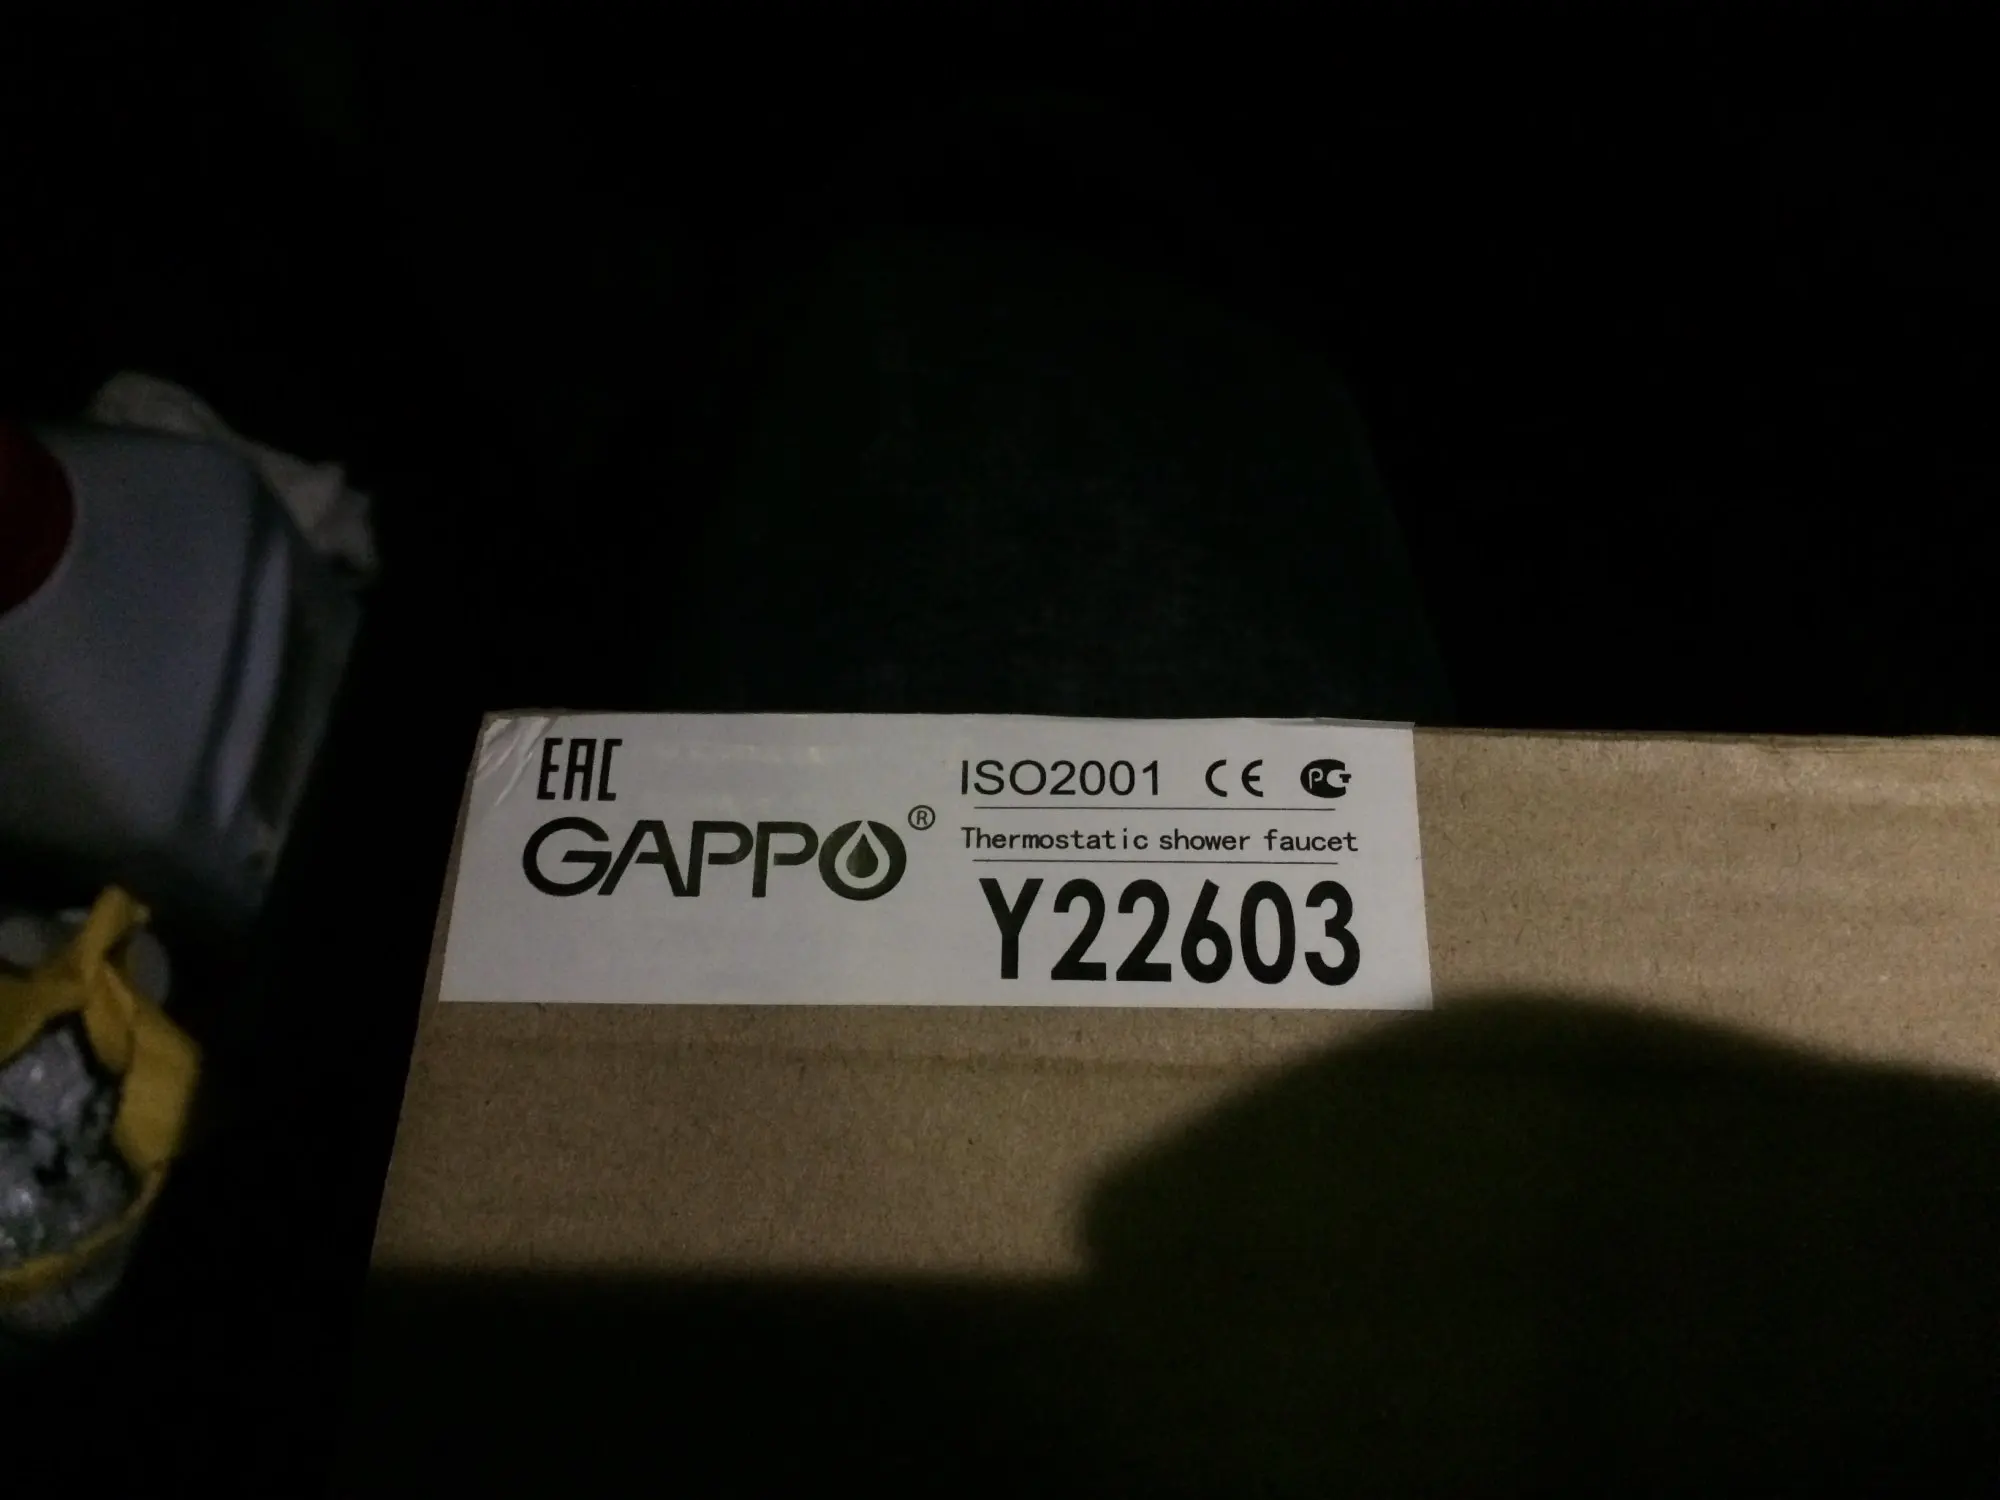 EAC
GAPPO®
ISO2001 CE PCT
Thermostatic shower faucet
Y22603